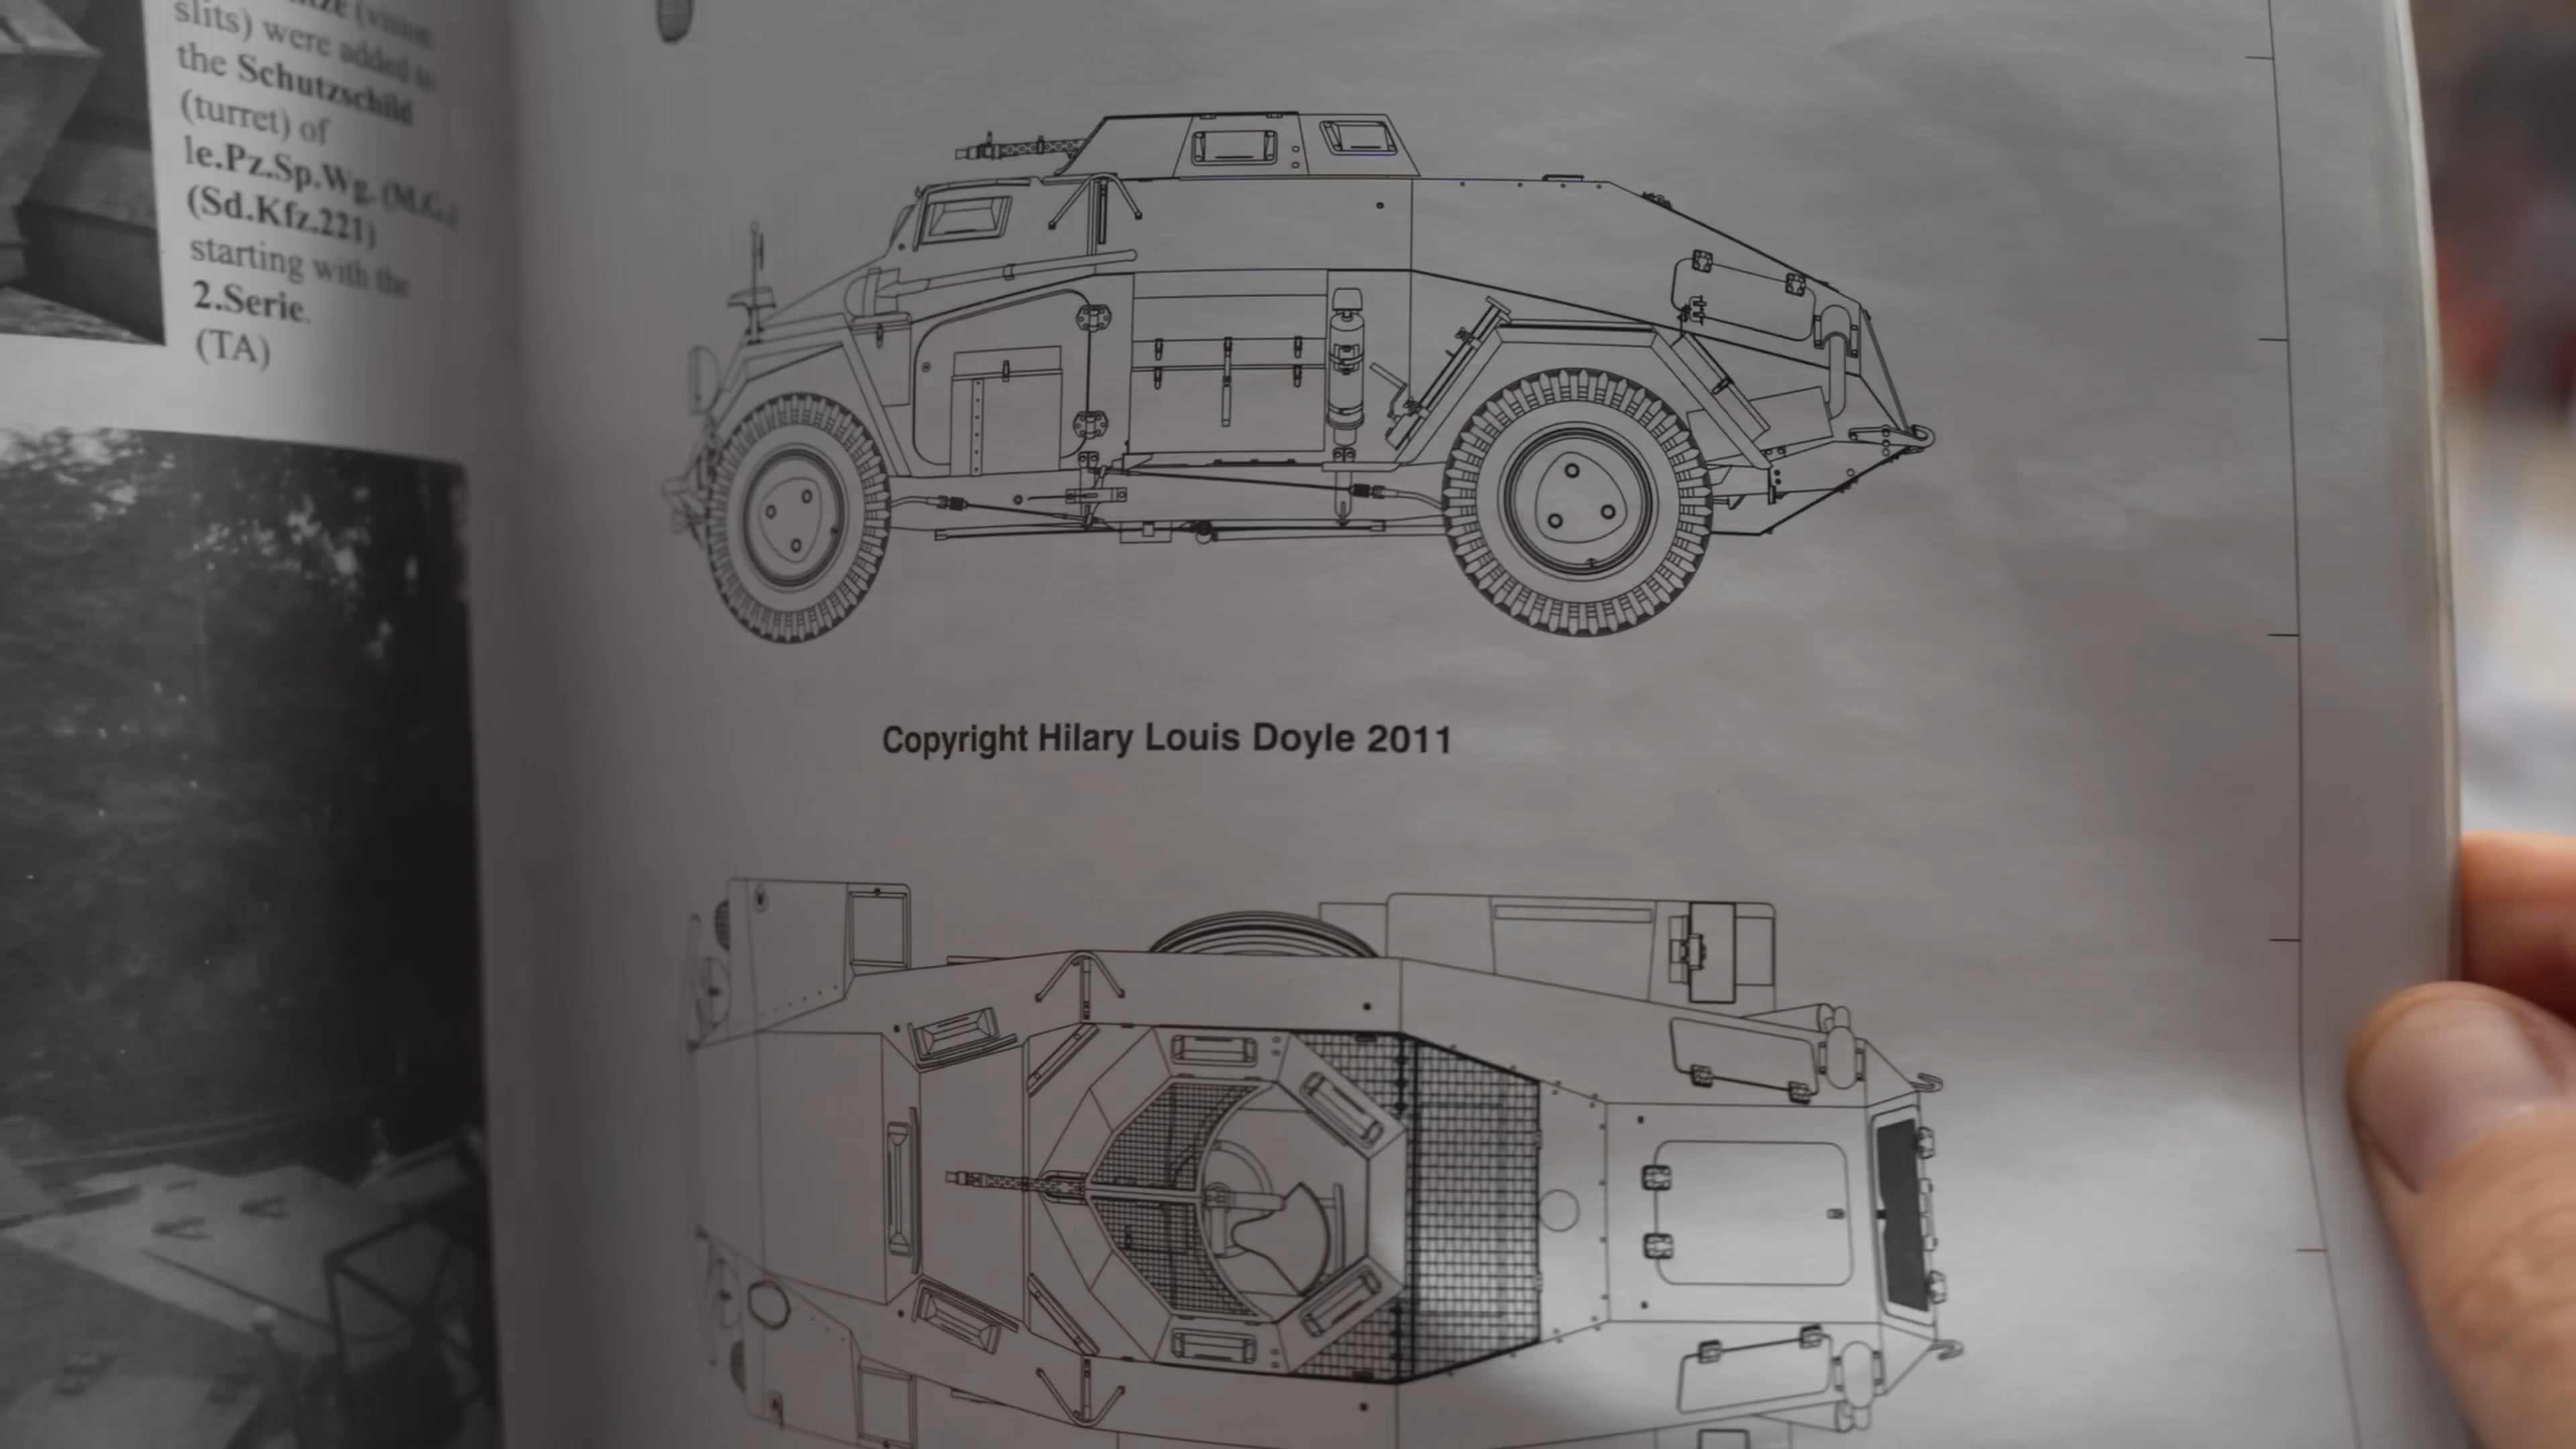 (vision
slits) were added to
the Schutzschild
(turret) of
le.Pz.Sp.Wg. (M.G.)
(Sd.Kfz.221)
starting with the
2.Serie.
(TA)
Copyright Hilary Louis Doyle 2011